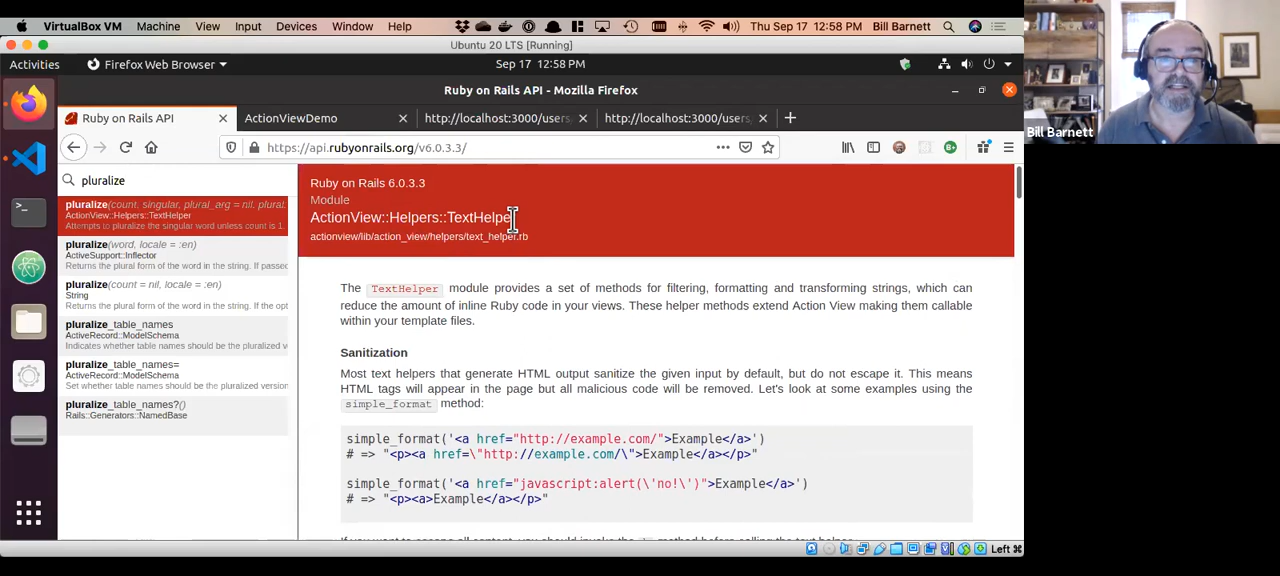 VirtualBox VM Machine View Input Devices Window Help Thu Sep 17 12:58 PM Bill Barnett
Ubuntu 20 LTS [Running]
Activities Firefox Web Browser Sep 17 12:58 PM
Ruby on Rails API - Mozilla Firefox
Ruby on Rails API ActionViewDemo http://localhost:3000/users/ http://localhost:3000/users/
https://api.rubyonrails.org/v6.0.3.3/
pluralize
pluralize(count, singular, plural_arg = nil, plural:
ActionView::Helpers::TextHelper
Attempts to pluralize the singular word unless count is 1.
pluralize(word, locale = :en)
ActiveSupport::Inflector
Returns the plural form of the word in the string. If passed
pluralize(count = nil, locale = :en)
String
Returns the plural form of the word in the string. If the opt
pluralize_table_names
ActiveRecord::ModelSchema
Indicates whether table names should be the pluralized v
pluralize_table_names=
ActiveRecord::ModelSchema
Set whether table names should be the pluralized version
pluralize_table_names?()
Rails::Generators::NamedBase
Ruby on Rails 6.0.3.3
Module
ActionView::Helpers::TextHelper
actionview/lib/action_view/helpers/text_helper.rb
The TextHelper module provides a set of methods for filtering, formatting and transforming strings, which can
reduce the amount of inline Ruby code in your views. These helper methods extend Action View making them callable
within your template files.
Sanitization
Most text helpers that generate HTML output sanitize the given input by default, but do not escape it. This means
HTML tags will appear in the page but all malicious code will be removed. Let's look at some examples using the
simple_format method:
simple_format('<a href="http://example.com/">Example</a>')
# => "<p><a href=\"http://example.com/\">Example</a></p>"
simple_format('<a href="javascript:alert(\'no!\')">Example</a>')
# => "<p><a>Example</a></p>"
Left ⌘
Bill Barnett